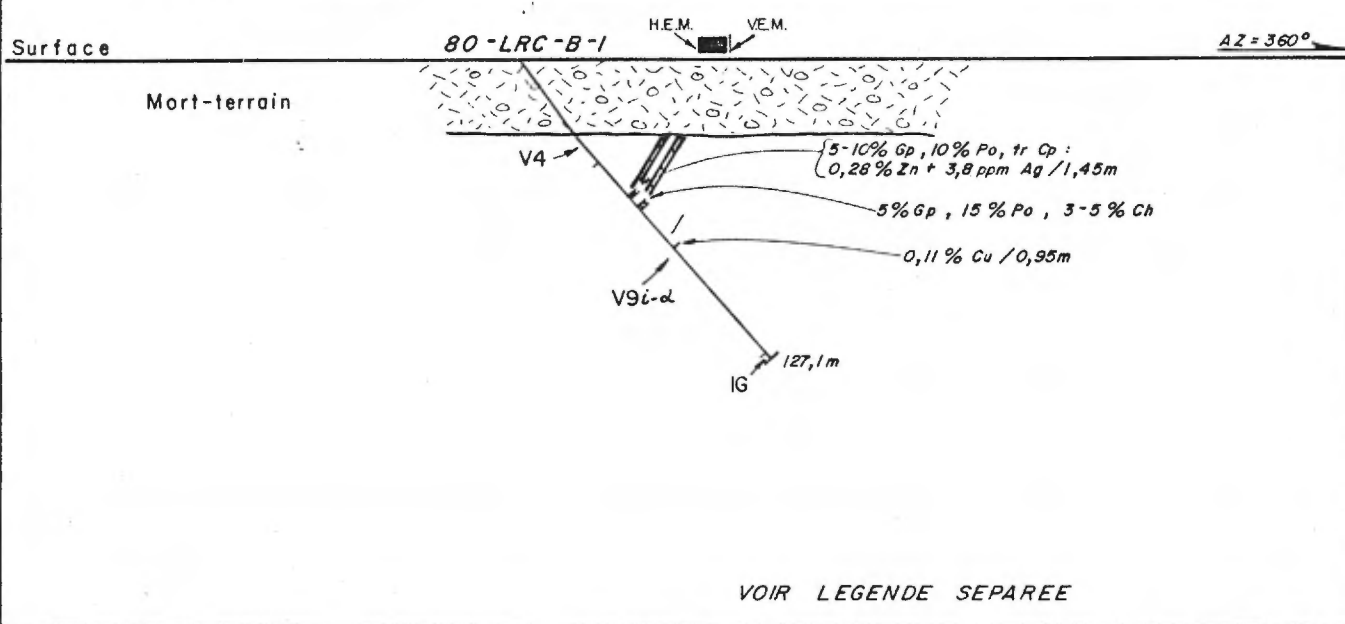 H.E.M. V.E.M.
Surface 80-LRC-B-1 AZ = 360°
Mort-terrain
V4
5-10% Gp, 10% Po, tr Cp :
0,28% Zn + 3,8 ppm Ag / 1,45m
5% Gp, 15% Po, 3-5% Ch
0,11% Cu / 0,95m
V9i-α
127,1m
IG
VOIR LEGENDE SEPAREE